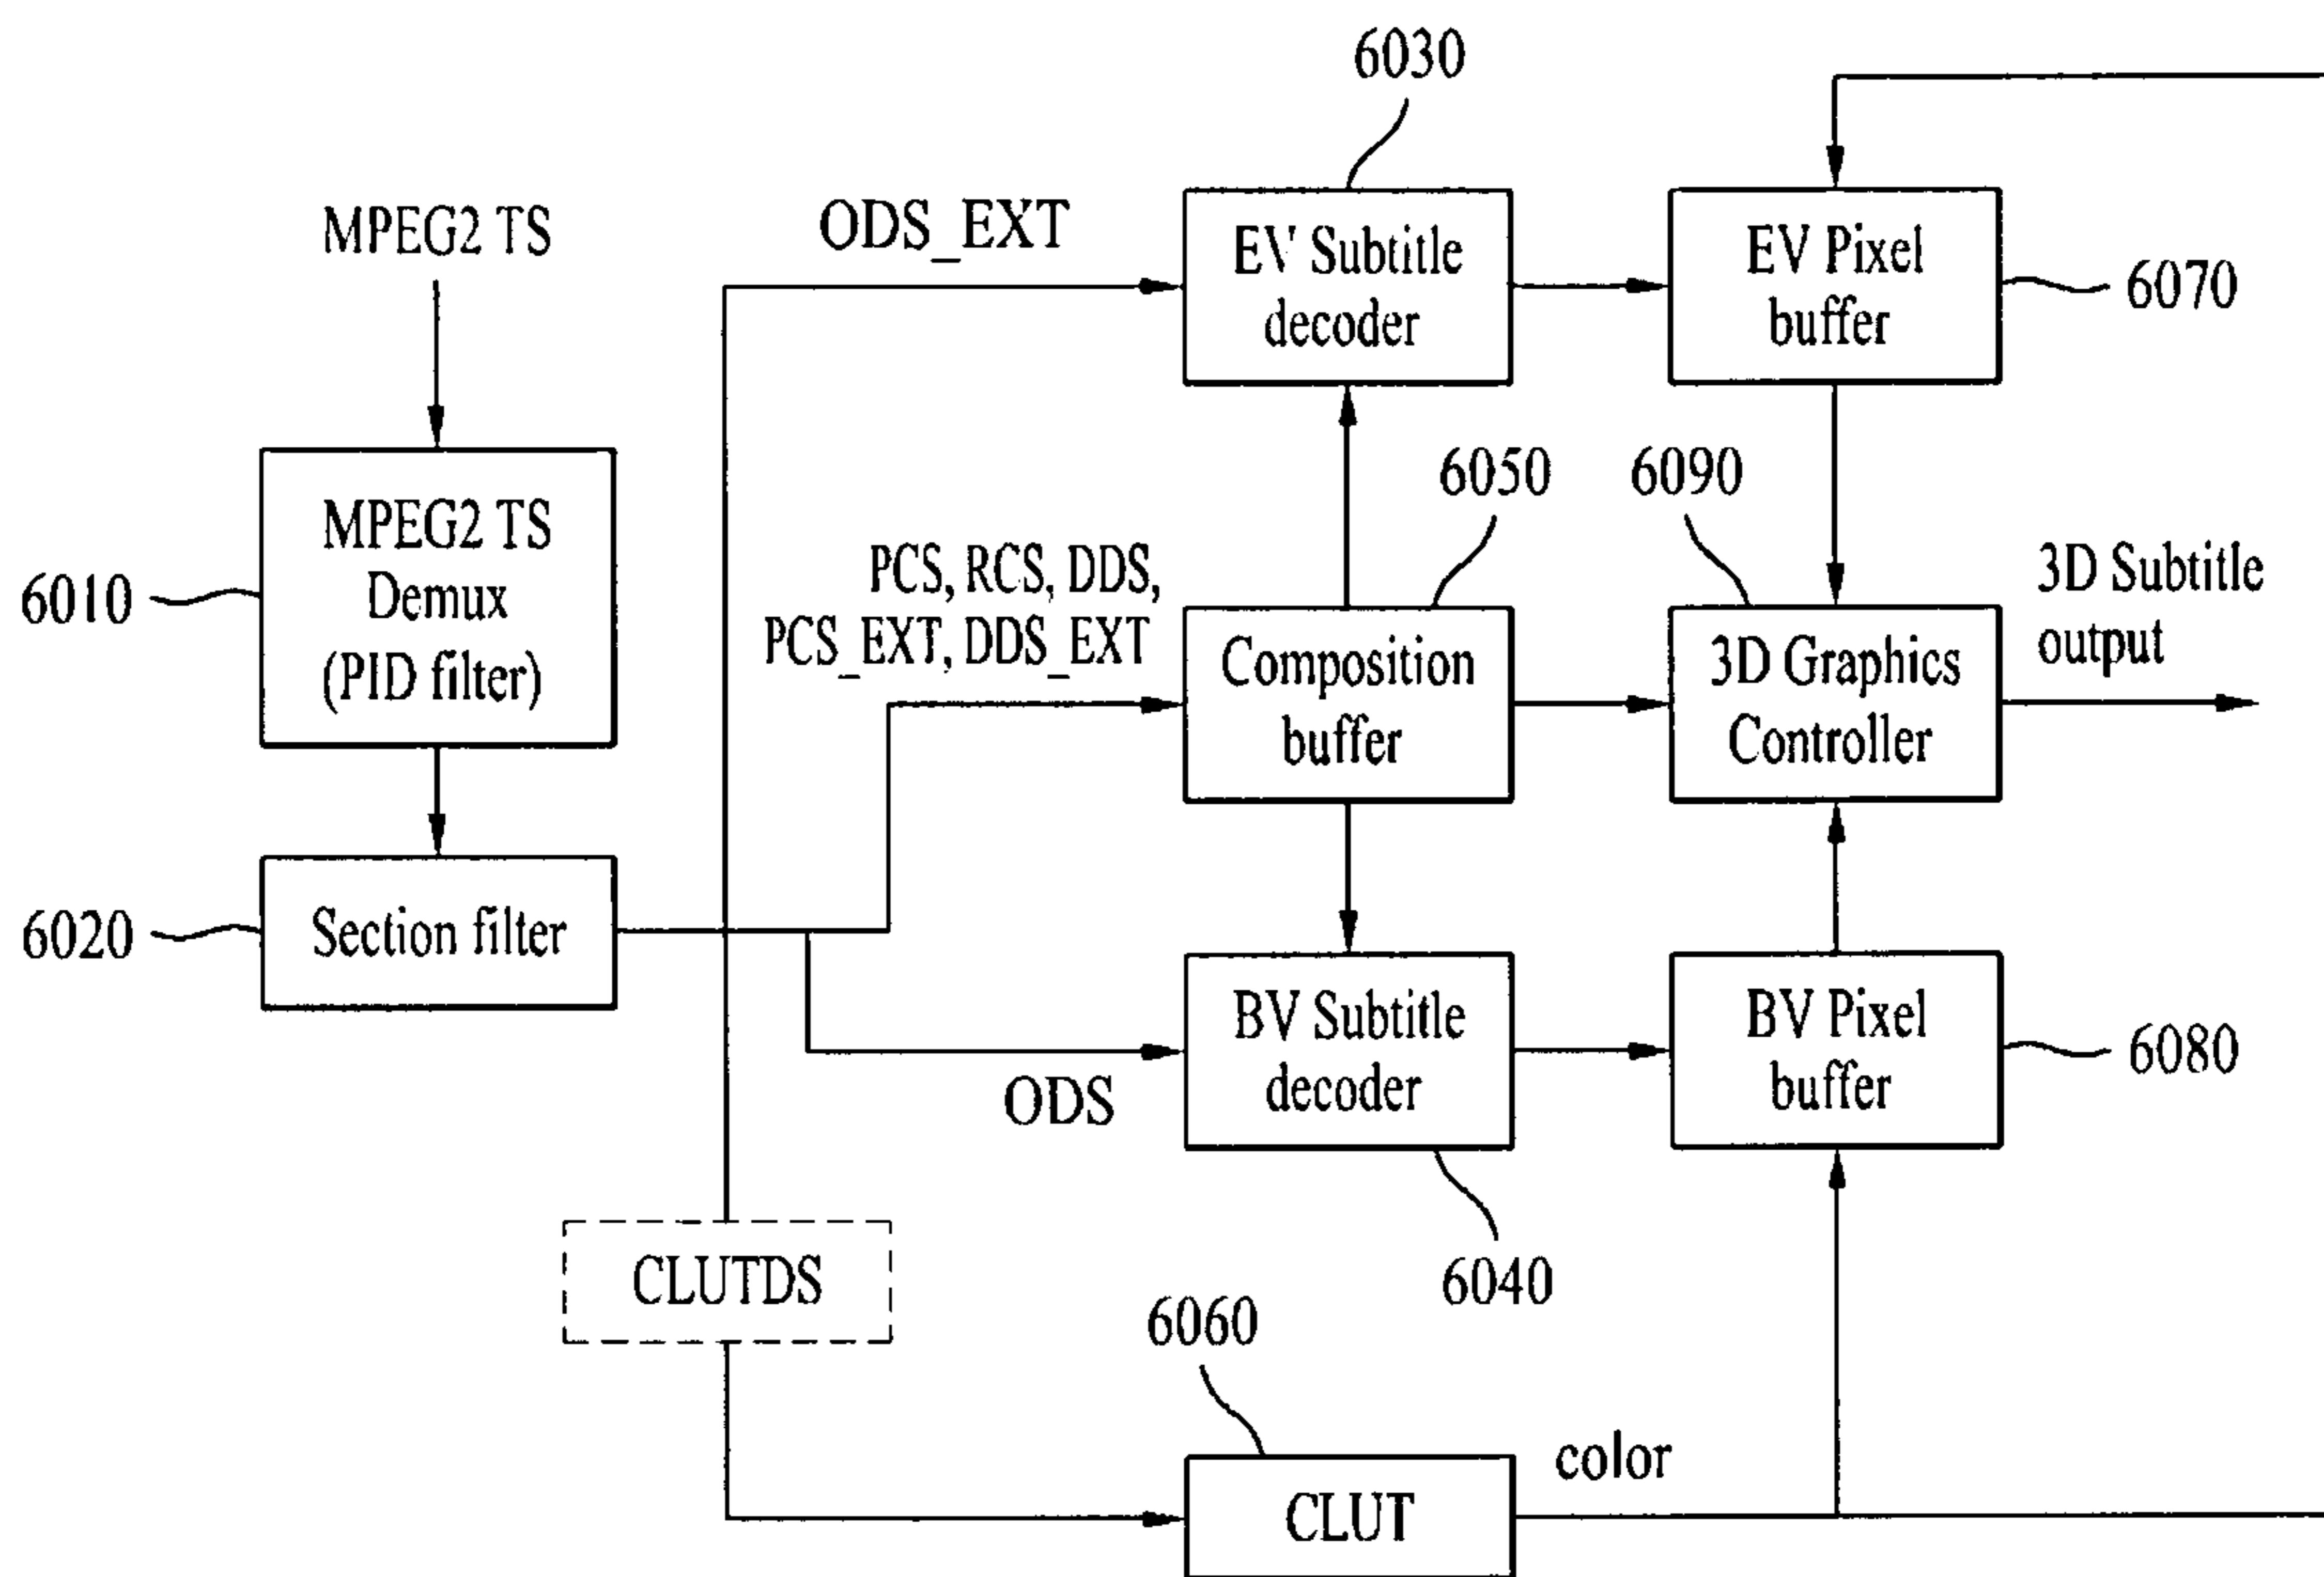 6030
MPEG2 TS
ODS_EXT
EV Subtitle
decoder
EV Pixel
buffer
6070
6010
MPEG2 TS
Demux
(PID filter)
PCS, RCS, DDS,
PCS_EXT, DDS_EXT
6050
6090
Composition
buffer
3D Graphics
Controller
3D Subtitle
output
6020
Section filter
ODS
BV Subtitle
decoder
BV Pixel
buffer
6080
6040
CLUTDS
6060
CLUT
color